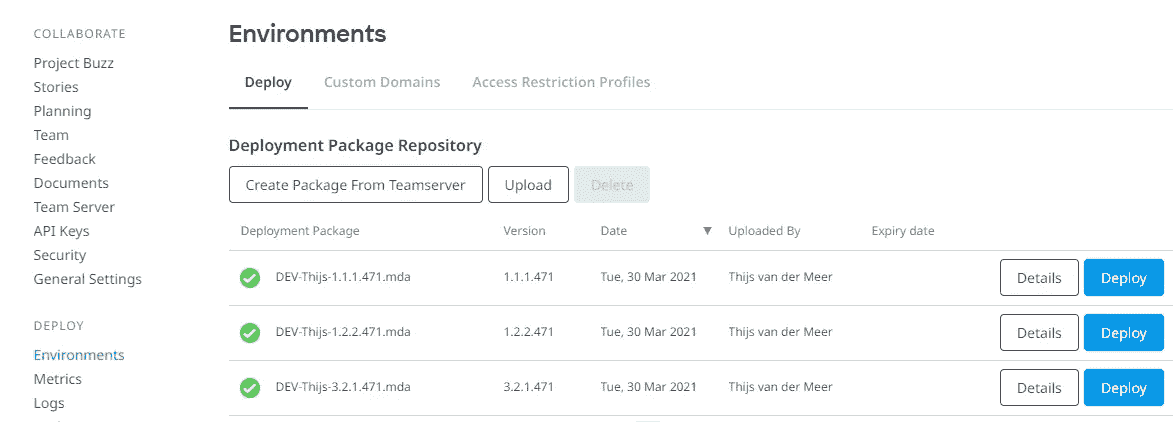 COLLABORATE
Project Buzz
Stories
Planning
Team
Feedback
Documents
Team Server
API Keys
Security
General Settings
DEPLOY
Environments
Metrics
Logs
Environments
Deploy Custom Domains Access Restriction Profiles
Deployment Package Repository
Create Package From Teamserver Upload Delete
Deployment Package Version Date ▼ Uploaded By Expiry date
DEV-Thijs-1.1.1.471.mda 1.1.1.471 Tue, 30 Mar 2021 Thijs van der Meer Details Deploy
DEV-Thijs-1.2.2.471.mda 1.2.2.471 Tue, 30 Mar 2021 Thijs van der Meer Details Deploy
DEV-Thijs-3.2.1.471.mda 3.2.1.471 Tue, 30 Mar 2021 Thijs van der Meer Details Deploy